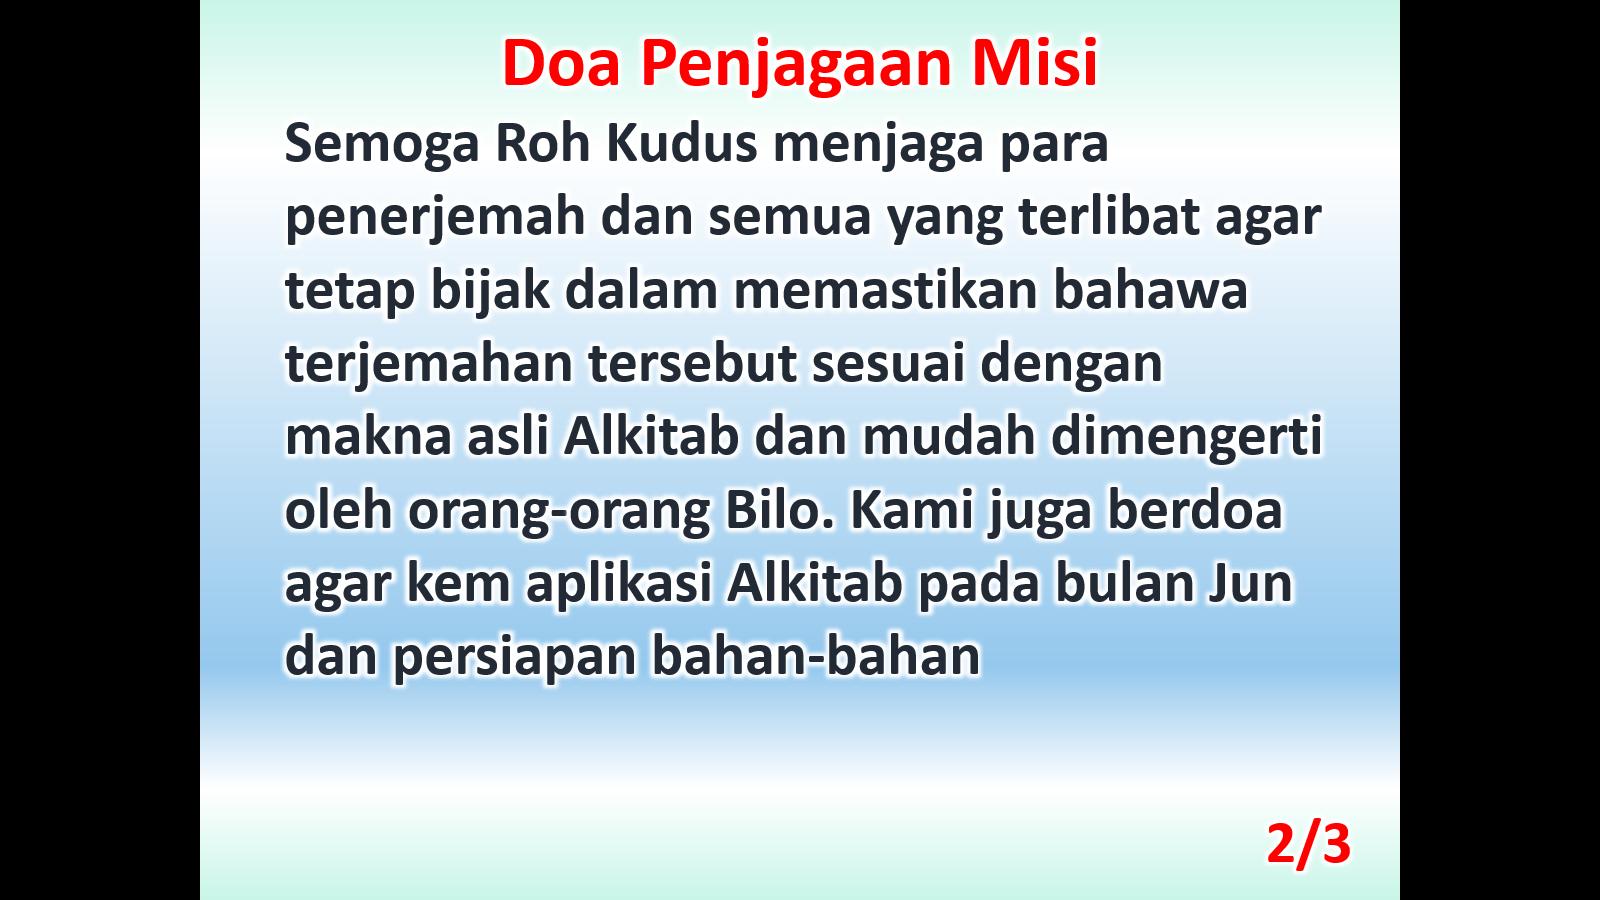 Doa Penjagaan Misi
Semoga Roh Kudus menjaga para
penerjemah dan semua yang terlibat agar
tetap bijak dalam memastikan bahawa
terjemahan tersebut sesuai dengan
makna asli Alkitab dan mudah dimengerti
oleh orang-orang Bilo. Kami juga berdoa
agar kem aplikasi Alkitab pada bulan Jun
dan persiapan bahan-bahan
2/3